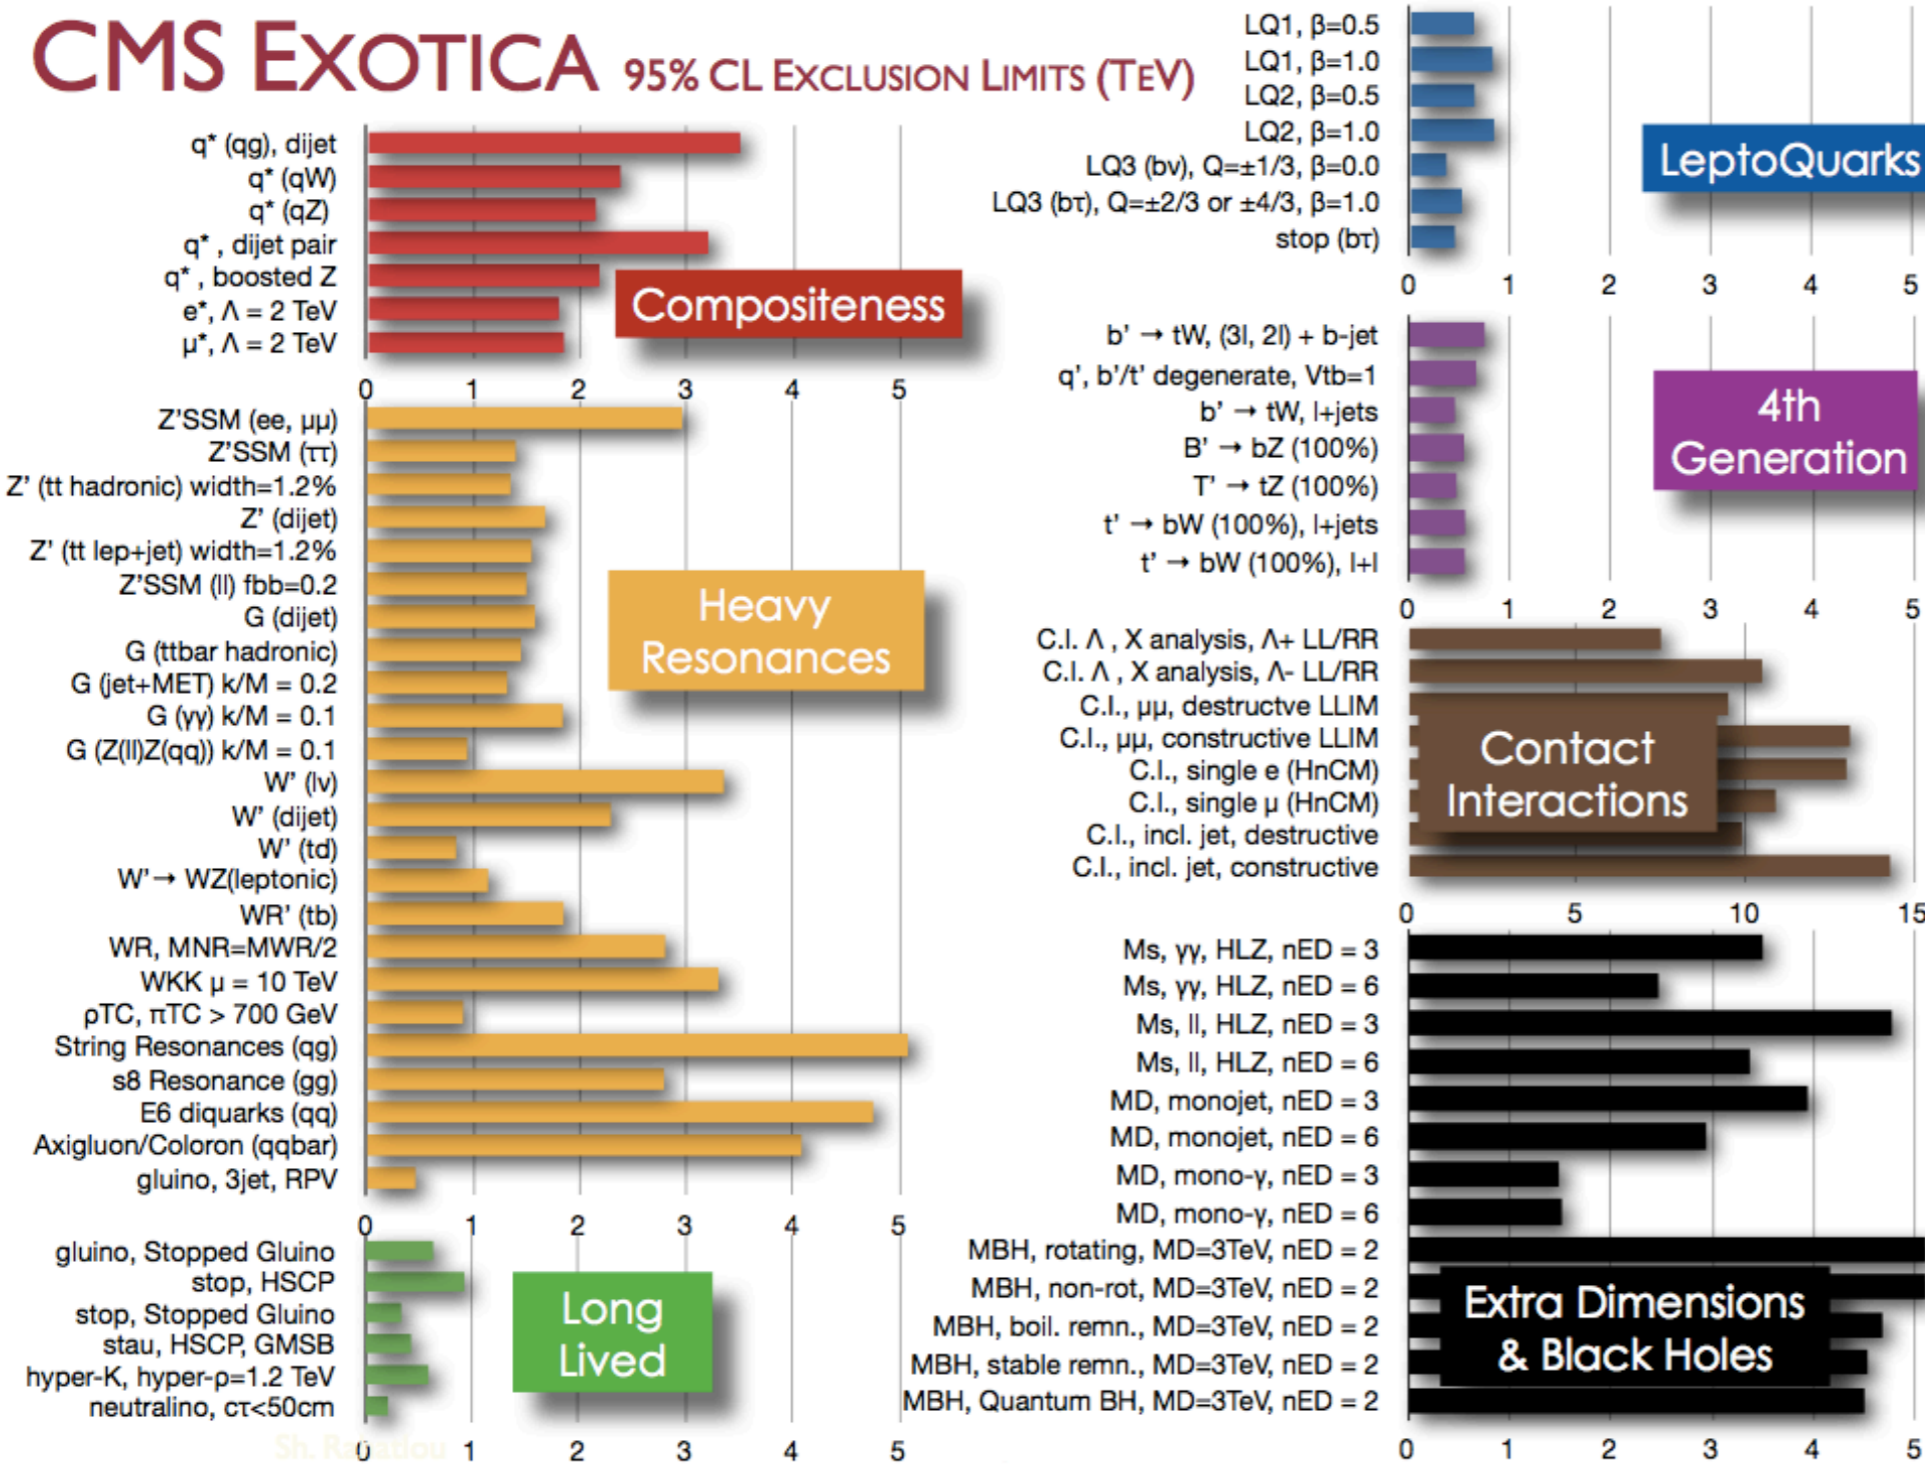 CMS EXOTICA 95% CL EXCLUSION LIMITS (TEV)
q* (qg), dijet
q* (qW)
q* (qZ)
q* , dijet pair
q* , boosted Z
e*, Λ = 2 TeV
μ*, Λ = 2 TeV
Compositeness
0 1 2 3 4 5
Z'SSM (ee, μμ)
Z'SSM (ττ)
Z' (tt hadronic) width=1.2%
Z' (dijet)
Z' (tt lep+jet) width=1.2%
Z'SSM (ll) fbb=0.2
G (dijet)
G (ttbar hadronic)
G (jet+MET) k/M = 0.2
G (γγ) k/M = 0.1
G (Z(ll)Z(qq)) k/M = 0.1
W' (lν)
W' (dijet)
W' (td)
W'→ WZ(leptonic)
WR' (tb)
WR, MNR=MWR/2
WKK μ = 10 TeV
ρTC, πTC > 700 GeV
String Resonances (qg)
s8 Resonance (gg)
E6 diquarks (qq)
Axigluon/Coloron (qqbar)
gluino, 3jet, RPV
Heavy
Resonances
0 1 2 3 4 5
gluino, Stopped Gluino
stop, HSCP
stop, Stopped Gluino
stau, HSCP, GMSB
hyper-K, hyper-ρ=1.2 TeV
neutralino, cτ<50cm
Long
Lived
Sh.
0 1 2 3 4 5
LQ1, β=0.5
LQ1, β=1.0
LQ2, β=0.5
LQ2, β=1.0
LQ3 (bν), Q=±1/3, β=0.0
LQ3 (bτ), Q=±2/3 or ±4/3, β=1.0
stop (bτ)
LeptoQuarks
0 1 2 3 4 5
b' → tW, (3l, 2l) + b-jet
q', b'/t' degenerate, Vtb=1
b' → tW, l+jets
B' → bZ (100%)
T' → tZ (100%)
t' → bW (100%), l+jets
t' → bW (100%), l+l
4th
Generation
0 1 2 3 4 5
C.I. Λ , X analysis, Λ+ LL/RR
C.I. Λ , X analysis, Λ- LL/RR
C.I., μμ, destructve LLIM
C.I., μμ, constructive LLIM
C.I., single e (HnCM)
C.I., single μ (HnCM)
C.I., incl. jet, destructive
C.I., incl. jet, constructive
Contact
Interactions
0 5 10 15
Ms, γγ, HLZ, nED = 3
Ms, γγ, HLZ, nED = 6
Ms, ll, HLZ, nED = 3
Ms, ll, HLZ, nED = 6
MD, monojet, nED = 3
MD, monojet, nED = 6
MD, mono-γ, nED = 3
MD, mono-γ, nED = 6
MBH, rotating, MD=3TeV, nED = 2
MBH, non-rot, MD=3TeV, nED = 2
MBH, boil. remn., MD=3TeV, nED = 2
MBH, stable remn., MD=3TeV, nED = 2
MBH, Quantum BH, MD=3TeV, nED = 2
Extra Dimensions
& Black Holes
0 1 2 3 4 5